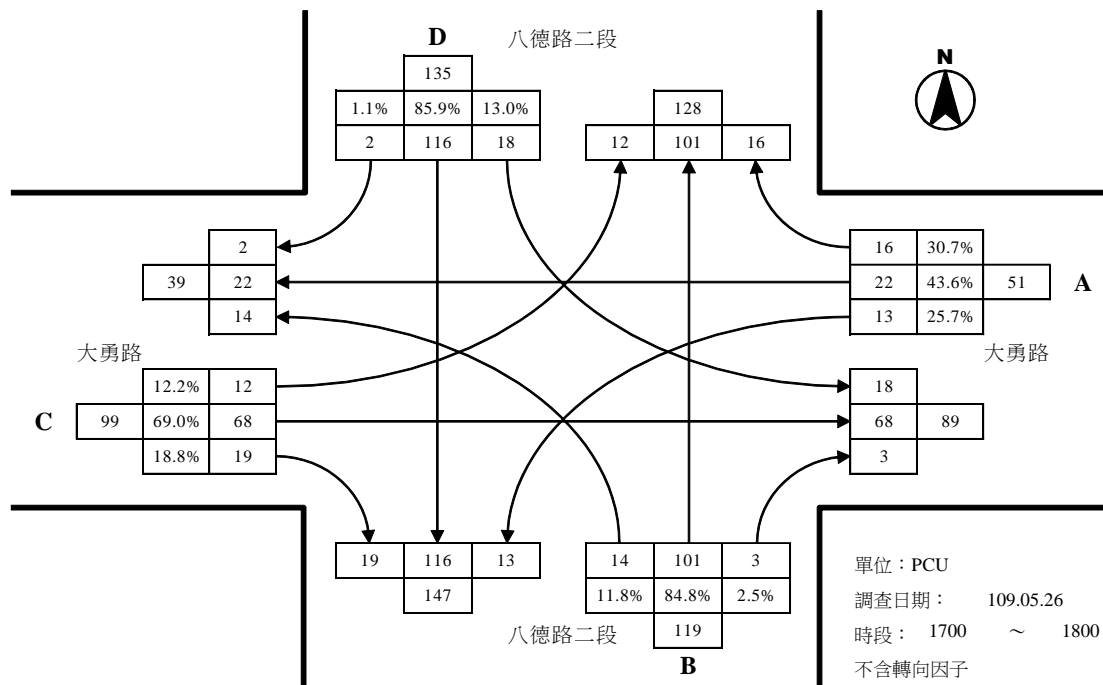 D
八德路二段
N
135
1.1% 85.9% 13.0%
2 116 18
128
12 101 16
2
39 22
14
16 30.7%
22 43.6% 51
13 25.7%
A
大勇路
大勇路
12.2% 12
C 99 69.0% 68
18.8% 19
18
68 89
3
19 116 13
147
14 101 3
11.8% 84.8% 2.5%
119
八德路二段
B
單位：PCU
調查日期： 109.05.26
時段： 1700 ～ 1800
不含轉向因子